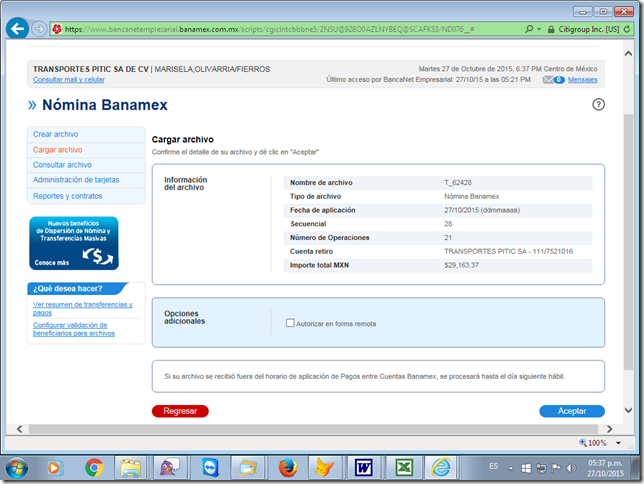 https://www.bancanetempresarial.banamex.com.mx/scripts/cgiclntcbbbne5/2NSU@928O0AZLNYBEQ@SCAFKS3/ND076__#
Citigroup Inc. [US]
TRANSPORTES PITIC SA DE CV | MARISELA,OLIVARRIA/FIERROS
Martes 27 de Octubre de 2015, 6:37 PM Centro de México
Consultar mail y celular
Último acceso por BancaNet Empresarial: 27/10/15 a las 05:21 PM
0 Mensajes
» Nómina Banamex
?
Crear archivo
Cargar archivo
Consultar archivo
Administración de tarjetas
Reportes y contratos
Nuevos beneficios
de Dispersión de Nómina y
Transferencias Masivas
Conoce más
¿Qué desea hacer?
Ver resumen de transferencias y
pagos
Configurar validación de
beneficiarios para archivos
Cargar archivo
Confirme el detalle de su archivo y dé clic en "Aceptar"
Información
del archivo
Nombre de archivo T_62428
Tipo de archivo Nómina Banamex
Fecha de aplicación 27/10/2015 (ddmmaaaa)
Secuencial 28
Número de Operaciones 21
Cuenta retiro TRANSPORTES PITIC SA - 111/7521016
Importe total MXN $29,163.37
Opciones
adicionales
Autorizar en forma remota
Si su archivo se recibió fuera del horario de aplicación de Pagos entre Cuentas Banamex, se procesará hasta el día siguiente hábil.
Regresar
Aceptar
100%
ES
05:37 p.m.
27/10/2015